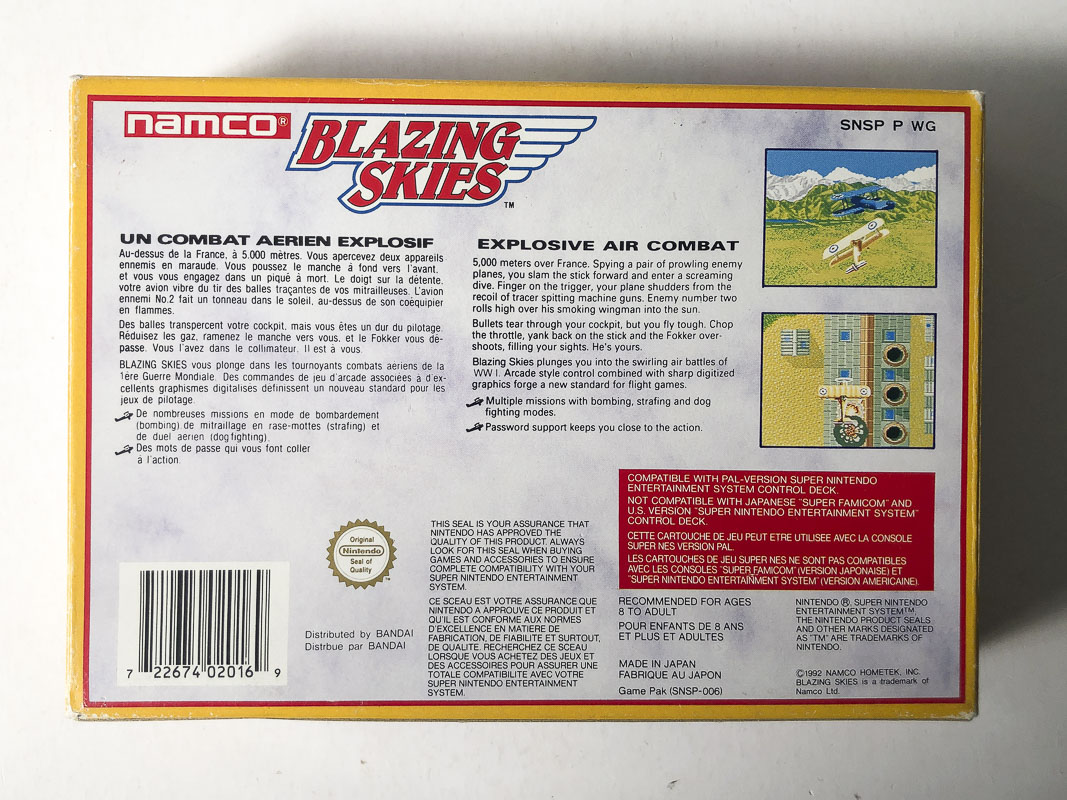 namco®
BLAZING
SKIES
TM
SNSP P WG
UN COMBAT AERIEN EXPLOSIF
Au-dessus de la France, à 5.000 mètres. Vous apercevez deux appareils
ennemis en maraude. Vous poussez le manche à fond vers l'avant,
et vous vous engagez dans un piqué à mort. Le doigt sur la détente,
votre avion vibre du tir des balles traçantes de vos mitrailleuses. L'avion
ennemi No.2 fait un tonneau dans le soleil, au-dessus de son coéquipier
en flammes.
Des balles transpercent votre cockpit, mais vous êtes un dur du pilotage.
Réduisez les gaz, ramenez le manche vers vous, et le Fokker vous dé-
passe. Vous l'avez dans le collimateur. Il est à vous.
BLAZING SKIES vous plonge dans les tournoyants combats aériens de la
1ère Guerre Mondiale. Des commandes de jeu d'arcade associées à d'ex-
cellents graphismes digitalises définissent un nouveau standard pour les
jeux de pilotage.
De nombreuses missions en mode de bombardement
(bombing) de mitraillage en rase-mottes (strafing) et
de duel aerien (dogfighting).
Des mots de passe qui vous font coller
à l'action.
EXPLOSIVE AIR COMBAT
5,000 meters over France. Spying a pair of prowling enemy
planes, you slam the stick forward and enter a screaming
dive. Finger on the trigger, your plane shudders from the
recoil of tracer spitting machine guns. Enemy number two
rolls high over his smoking wingman into the sun.
Bullets tear through your cockpit, but you fly tough. Chop
the throttle, yank back on the stick and the Fokker over-
shoots, filling your sights. He's yours.
Blazing Skies plunges you into the swirling air battles of
WW I. Arcade style control combined with sharp digitized
graphics forge a new standard for flight games.
Multiple missions with bombing, strafing and dog
fighting modes.
Password support keeps you close to the action.
COMPATIBLE WITH PAL-VERSION SUPER NINTENDO
ENTERTAINMENT SYSTEM CONTROL DECK.
NOT COMPATIBLE WITH JAPANESE "SUPER FAMICOM" AND
U.S. VERSION "SUPER NINTENDO ENTERTAINMENT SYSTEM"
CONTROL DECK.
CETTE CARTOUCHE DE JEU PEUT ETRE UTILISEE AVEC LA CONSOLE
SUPER NES VERSION PAL.
LES CARTOUCHES DE JEU SUPER NES NE SONT PAS COMPATIBLES
AVEC LES CONSOLES "SUPER FAMICOM" (VERSION JAPONAISE) ET
"SUPER NINTENDO ENTERTAINMENT SYSTEM" (VERSION AMERICAINE).
Original
Nintendo
Seal of
Quality
TM
THIS SEAL IS YOUR ASSURANCE THAT
NINTENDO HAS APPROVED THE
QUALITY OF THIS PRODUCT. ALWAYS
LOOK FOR THIS SEAL WHEN BUYING
GAMES AND ACCESSORIES TO ENSURE
COMPLETE COMPATIBILITY WITH YOUR
SUPER NINTENDO ENTERTAINMENT
SYSTEM.
CE SCEAU EST VOTRE ASSURANCE QUE
NINTENDO A APPROUVE CE PRODUIT ET
QU'IL EST CONFORME AUX NORMES
D'EXCELLENCE EN MATIERE DE
FABRICATION, DE FIABILITE ET SURTOUT,
DE QUALITE. RECHERCHEZ CE SCEAU
LORSQUE VOUS ACHETEZ DES JEUX ET
DES ACCESSOIRES POUR ASSURER UNE
TOTALE COMPATIBILITE AVEC VOTRE
SUPER NINTENDO ENTERTAINMENT
SYSTEM.
7 22674 02016 9
Distributed by BANDAI
Distrbue par BANDAI
RECOMMENDED FOR AGES
8 TO ADULT
POUR ENFANTS DE 8 ANS
ET PLUS ET ADULTES
MADE IN JAPAN
FABRIQUE AU JAPON
Game Pak (SNSP-006)
NINTENDO ®, SUPER NINTENDO
ENTERTAINMENT SYSTEM™,
THE NINTENDO PRODUCT SEALS
AND OTHER MARKS DESIGNATED
AS "TM" ARE TRADEMARKS OF
NINTENDO.
©1992 NAMCO HOMETEK, INC.
BLAZING SKIES is a trademark of
Namco Ltd.